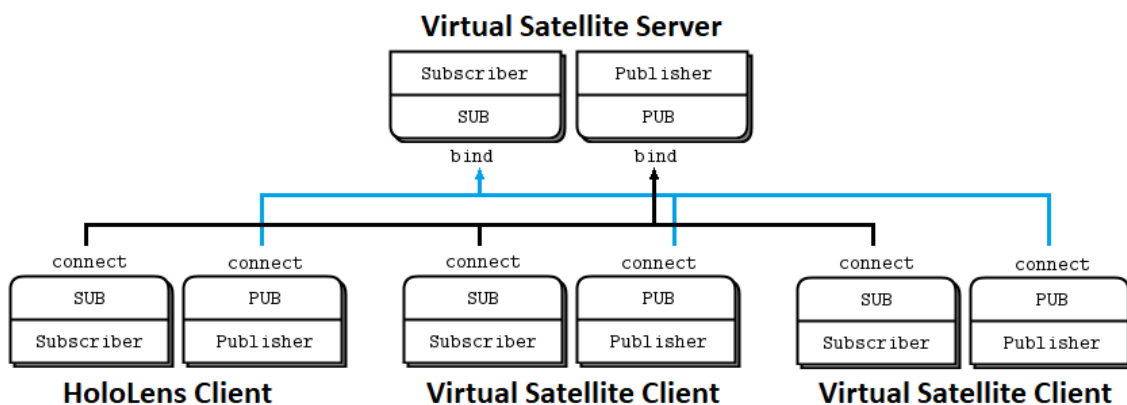 Virtual Satellite Server
Subscriber Publisher
SUB PUB
bind bind
connect connect connect connect connect connect
SUB PUB SUB PUB SUB PUB
Subscriber Publisher Subscriber Publisher Subscriber Publisher
HoloLens Client Virtual Satellite Client Virtual Satellite Client